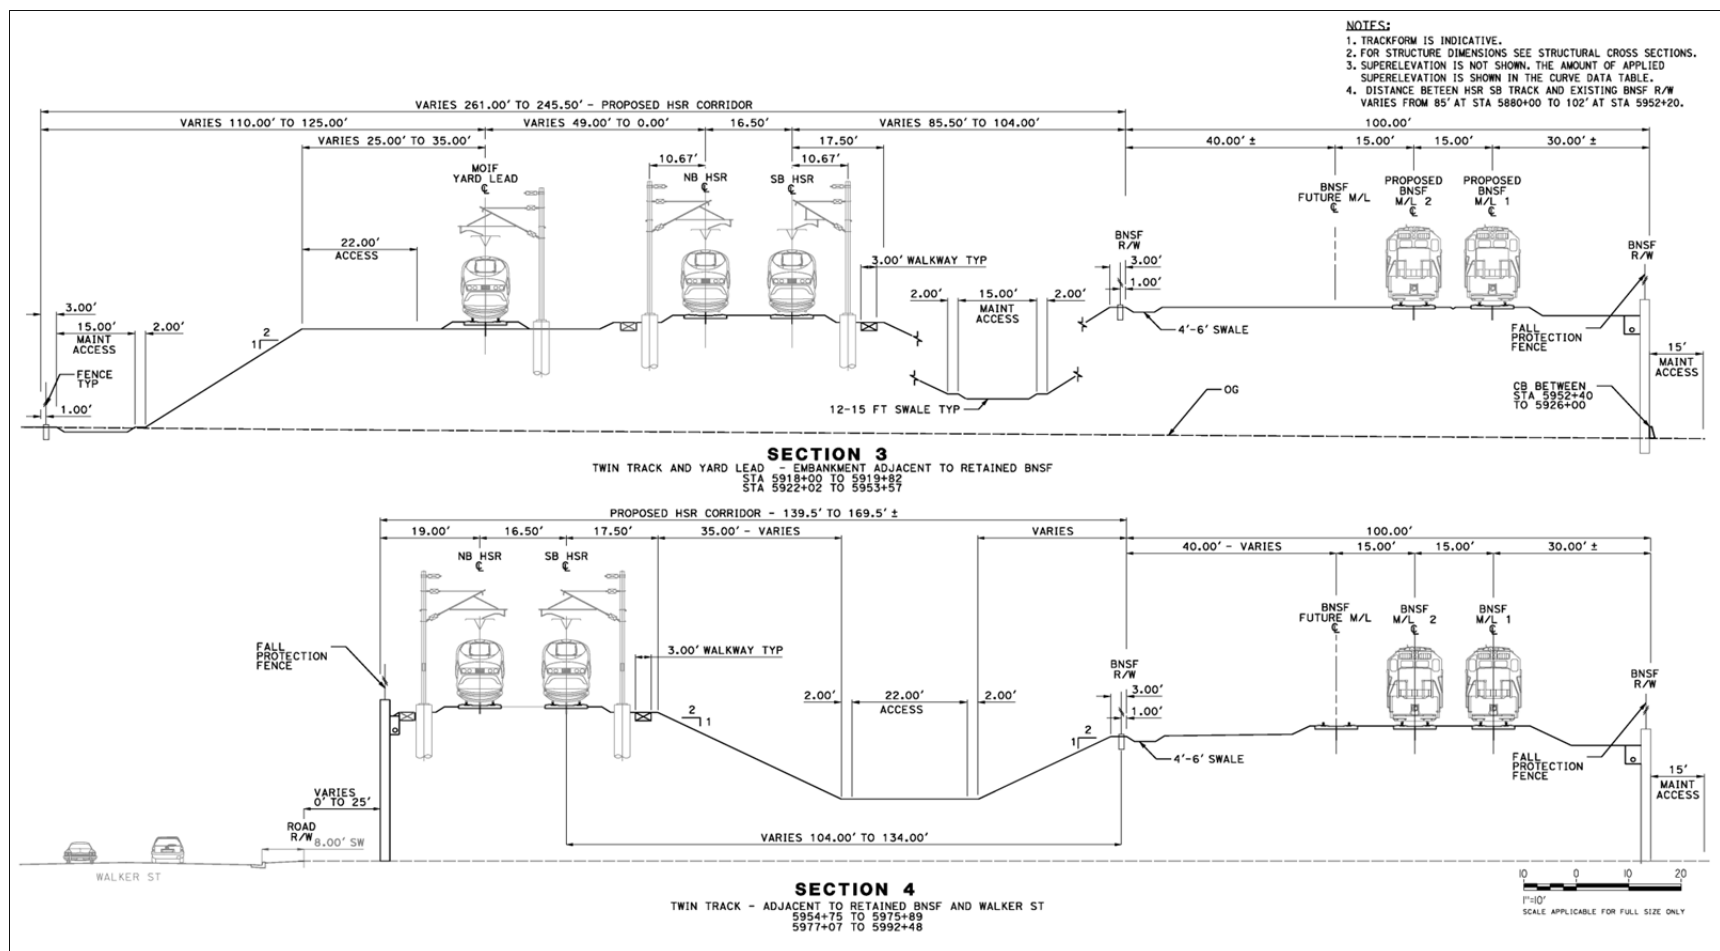 NOTES:
1. TRACKFORM IS INDICATIVE.
2. FOR STRUCTURE DIMENSIONS SEE STRUCTURAL CROSS SECTIONS.
3. SUPERELEVATION IS NOT SHOWN. THE AMOUNT OF APPLIED
SUPERELEVATION IS SHOWN IN THE CURVE DATA TABLE.
4. DISTANCE BETEEN HSR SB TRACK AND EXISTING BNSF R/W
VARIES FROM 85' AT STA 5880+00 TO 102' AT STA 5952+20.
VARIES 261.00' TO 245.50' - PROPOSED HSR CORRIDOR
VARIES 110.00' TO 125.00'
VARIES 49.00' TO 0.00'
16.50'
VARIES 85.50' TO 104.00'
100.00'
VARIES 25.00' TO 35.00'
17.50'
40.00' ±
15.00'
15.00'
30.00' ±
MOIF
YARD LEAD
℄
10.67'
NB HSR
℄
SB HSR
℄
10.67'
BNSF
FUTURE M/L
℄
PROPOSED
BNSF
M/L 2
℄
PROPOSED
BNSF
M/L 1
℄
22.00'
ACCESS
3.00' WALKWAY TYP
BNSF
R/W
3.00'
1.00'
BNSF
R/W
3.00'
15.00'
MAINT
ACCESS
2.00'
2
1
2.00'
15.00'
MAINT
ACCESS
2.00'
4'-6' SWALE
FALL
PROTECTION
FENCE
15'
MAINT
ACCESS
FENCE
TYP
1.00'
12-15 FT SWALE TYP
OG
CB BETWEEN
STA 5952+40
TO 5926+00
SECTION 3
TWIN TRACK AND YARD LEAD - EMBANKMENT ADJACENT TO RETAINED BNSF
STA 5918+00 TO 5919+82
STA 5922+02 TO 5953+57
PROPOSED HSR CORRIDOR - 139.5' TO 169.5' ±
19.00'
16.50'
17.50'
35.00' - VARIES
VARIES
100.00'
40.00' - VARIES
15.00'
15.00'
30.00' ±
NB HSR
℄
SB HSR
℄
BNSF
FUTURE M/L
℄
BNSF
M/L 2
℄
BNSF
M/L 1
℄
FALL
PROTECTION
FENCE
3.00' WALKWAY TYP
2.00'
22.00'
ACCESS
2.00'
BNSF
R/W
3.00'
1.00'
BNSF
R/W
2
1
2
1
4'-6' SWALE
FALL
PROTECTION
FENCE
15'
MAINT
ACCESS
VARIES
0' TO 25'
ROAD
R/W
8.00' SW
VARIES 104.00' TO 134.00'
WALKER ST
SECTION 4
TWIN TRACK - ADJACENT TO RETAINED BNSF AND WALKER ST
5954+75 TO 5975+89
5977+07 TO 5992+48
10 0 10 20
1"=10'
SCALE APPLICABLE FOR FULL SIZE ONLY